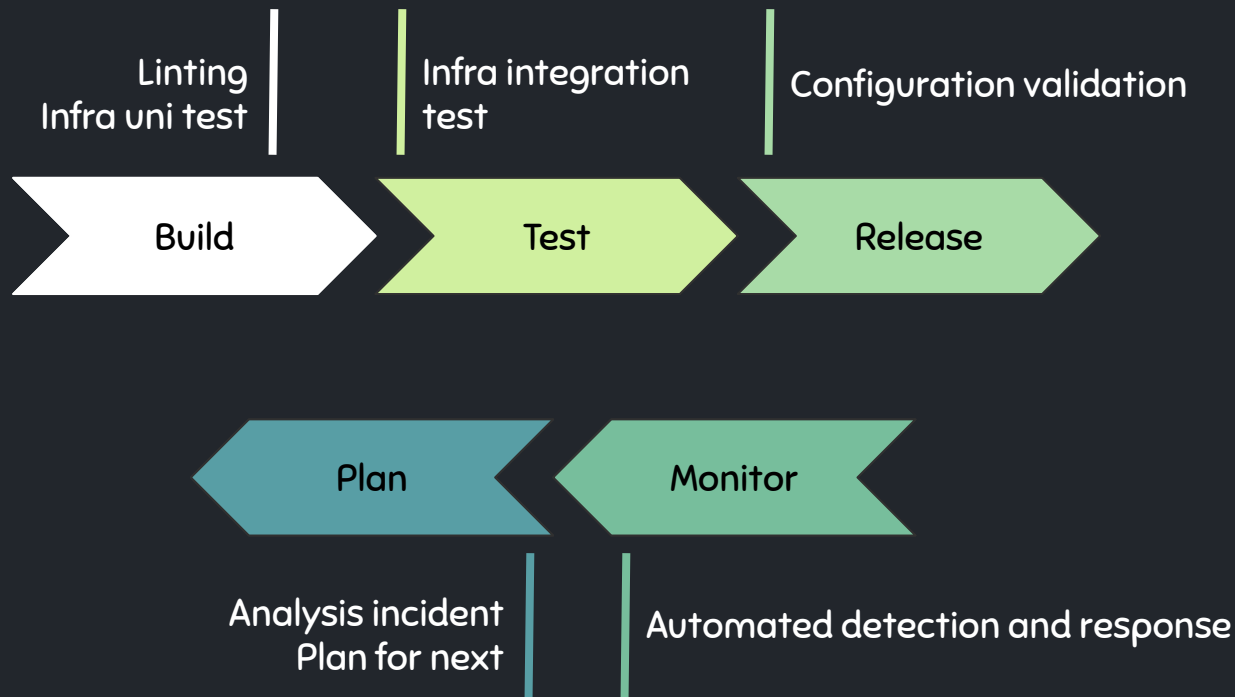 Linting
Infra uni test
Infra integration
test
Configuration validation
Build
Test
Release
Plan
Monitor
Analysis incident
Plan for next
Automated detection and response